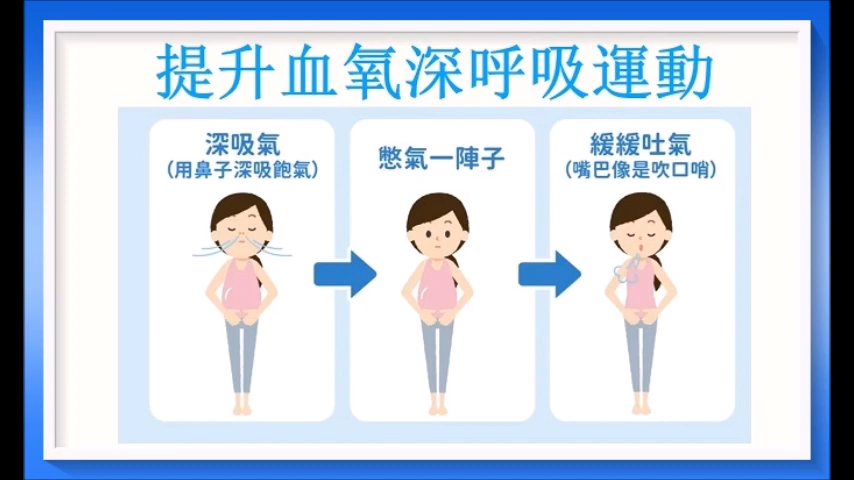 提升血氧深呼吸運動
深吸氣
(用鼻子深吸飽氣)
憋氣一陣子
緩緩吐氣
(嘴巴像是吹口哨)